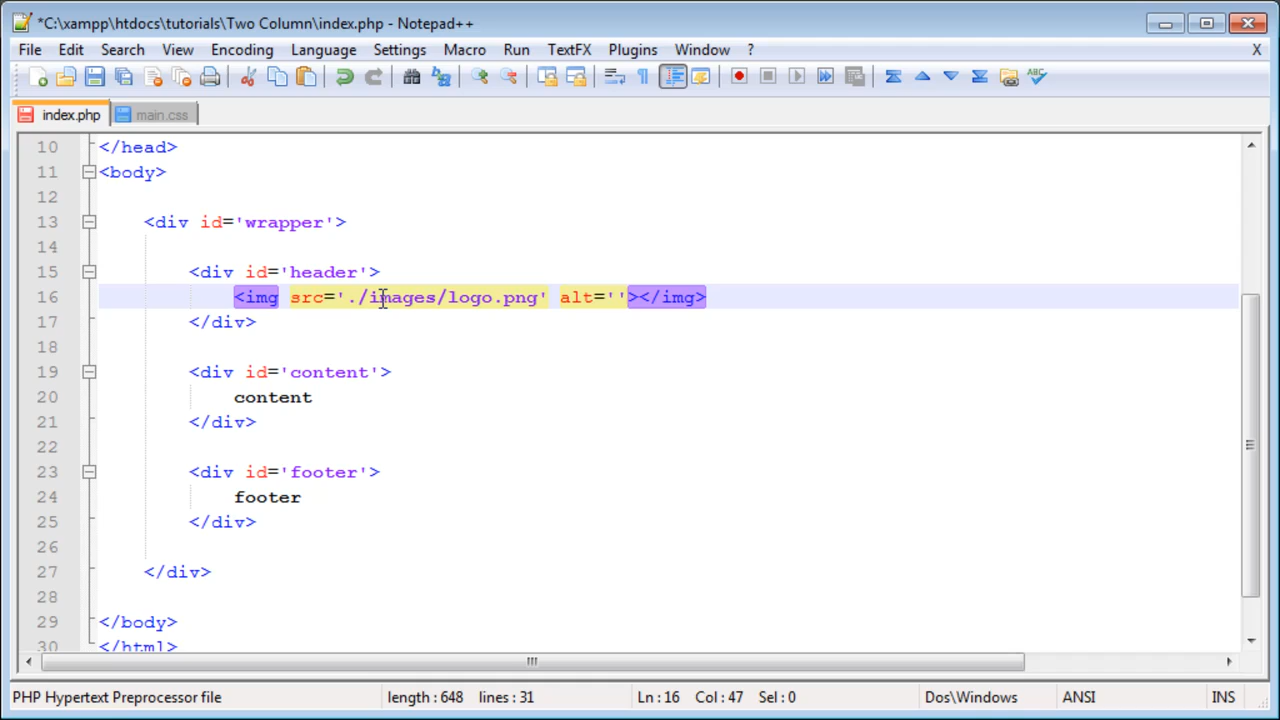 *C:\xampp\htdocs\tutorials\Two Column\index.php - Notepad++
File Edit Search View Encoding Language Settings Macro Run TextFX Plugins Window ? X
index.php main.css
10 </head>
11 <body>
12
13 <div id='wrapper'>
14
15 <div id='header'>
16 <img src='./images/logo.png' alt=''></img>
17 </div>
18
19 <div id='content'>
20 content
21 </div>
22
23 <div id='footer'>
24 footer
25 </div>
26
27 </div>
28
29 </body>
30 </html>
PHP Hypertext Preprocessor file length : 648 lines : 31 Ln : 16 Col : 47 Sel : 0 Dos\Windows ANSI INS